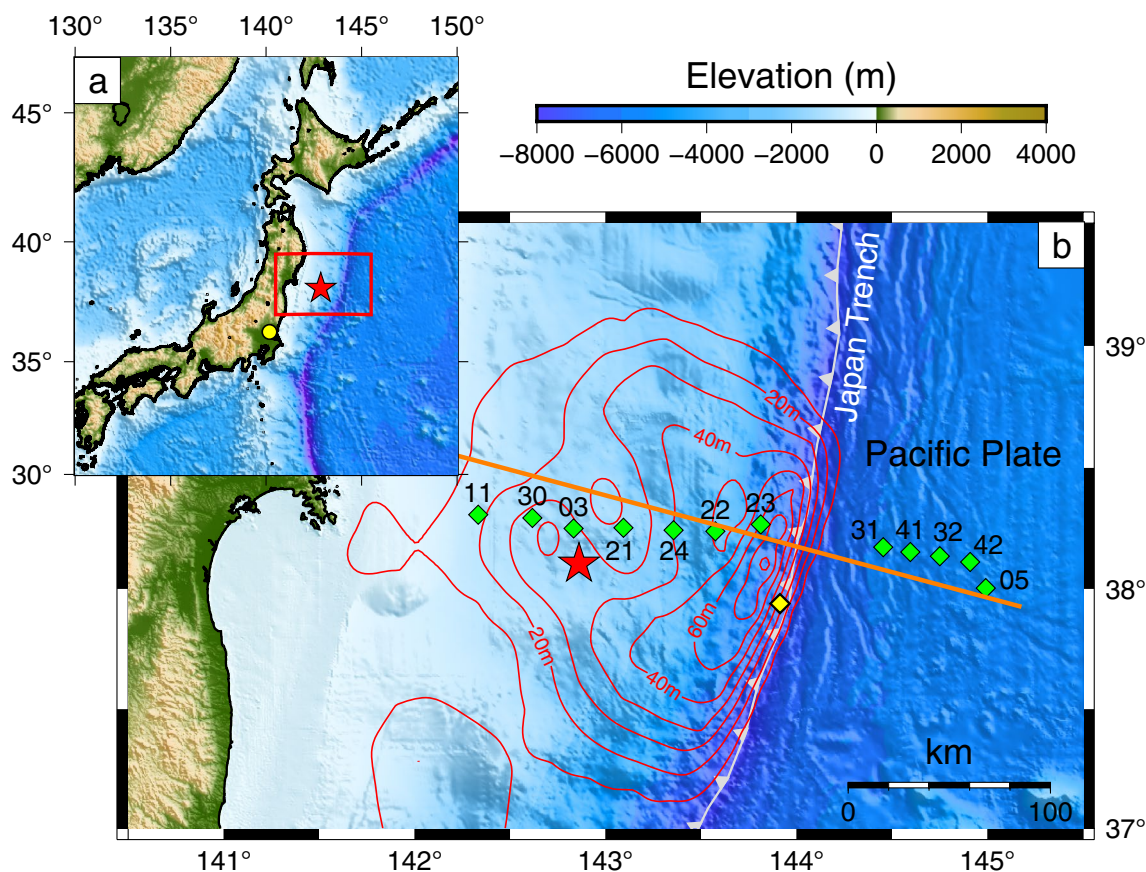 130° 135° 140° 145° 150°
a
45°
40°
35°
30°
Elevation (m)
−8000 −6000 −4000 −2000 0 2000 4000
b
Japan Trench
39°
20m
40m
Pacific Plate
11 30 03 22 23
21 24
31 41 32 42
05
38°
60m
20m
40m
km
0 100
37°
141° 142° 143° 144° 145°